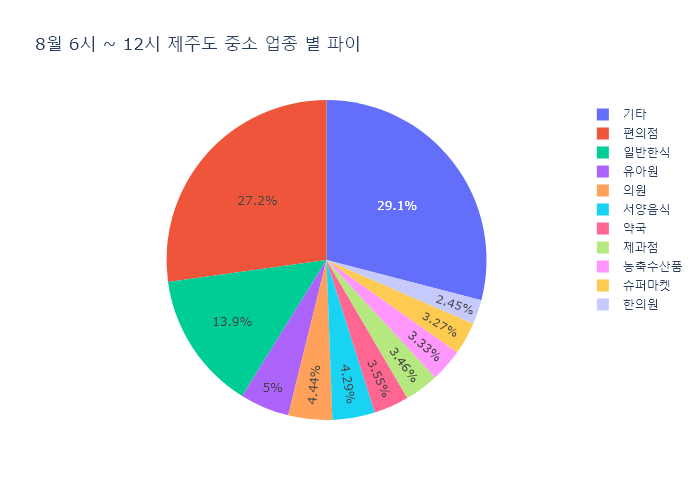 8월 6시 ~ 12시 제주도 중소 업종 별 파이
29.1%
27.2%
13.9%
5%
4.44%
4.29%
3.55%
3.46%
3.33%
3.27%
2.45%
기타
편의점
일반한식
유아원
의원
서양음식
약국
제과점
농축수산품
슈퍼마켓
한의원